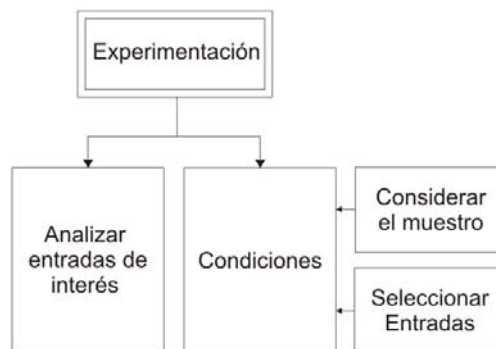 Experimentación
Analizar
entradas de
interés
Condiciones
Considerar
el muestro
Seleccionar
Entradas